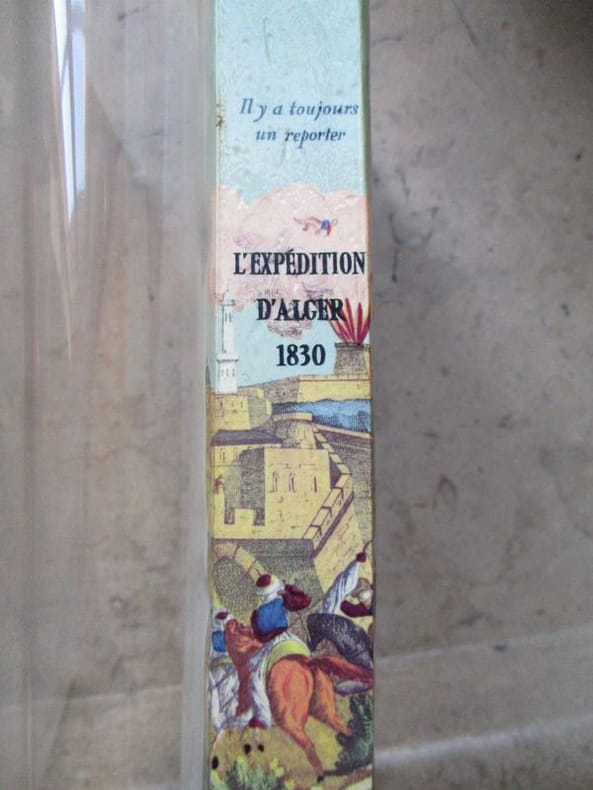 Il y a toujours
un reporter
L'EXPÉDITION
D'ALGER
1830